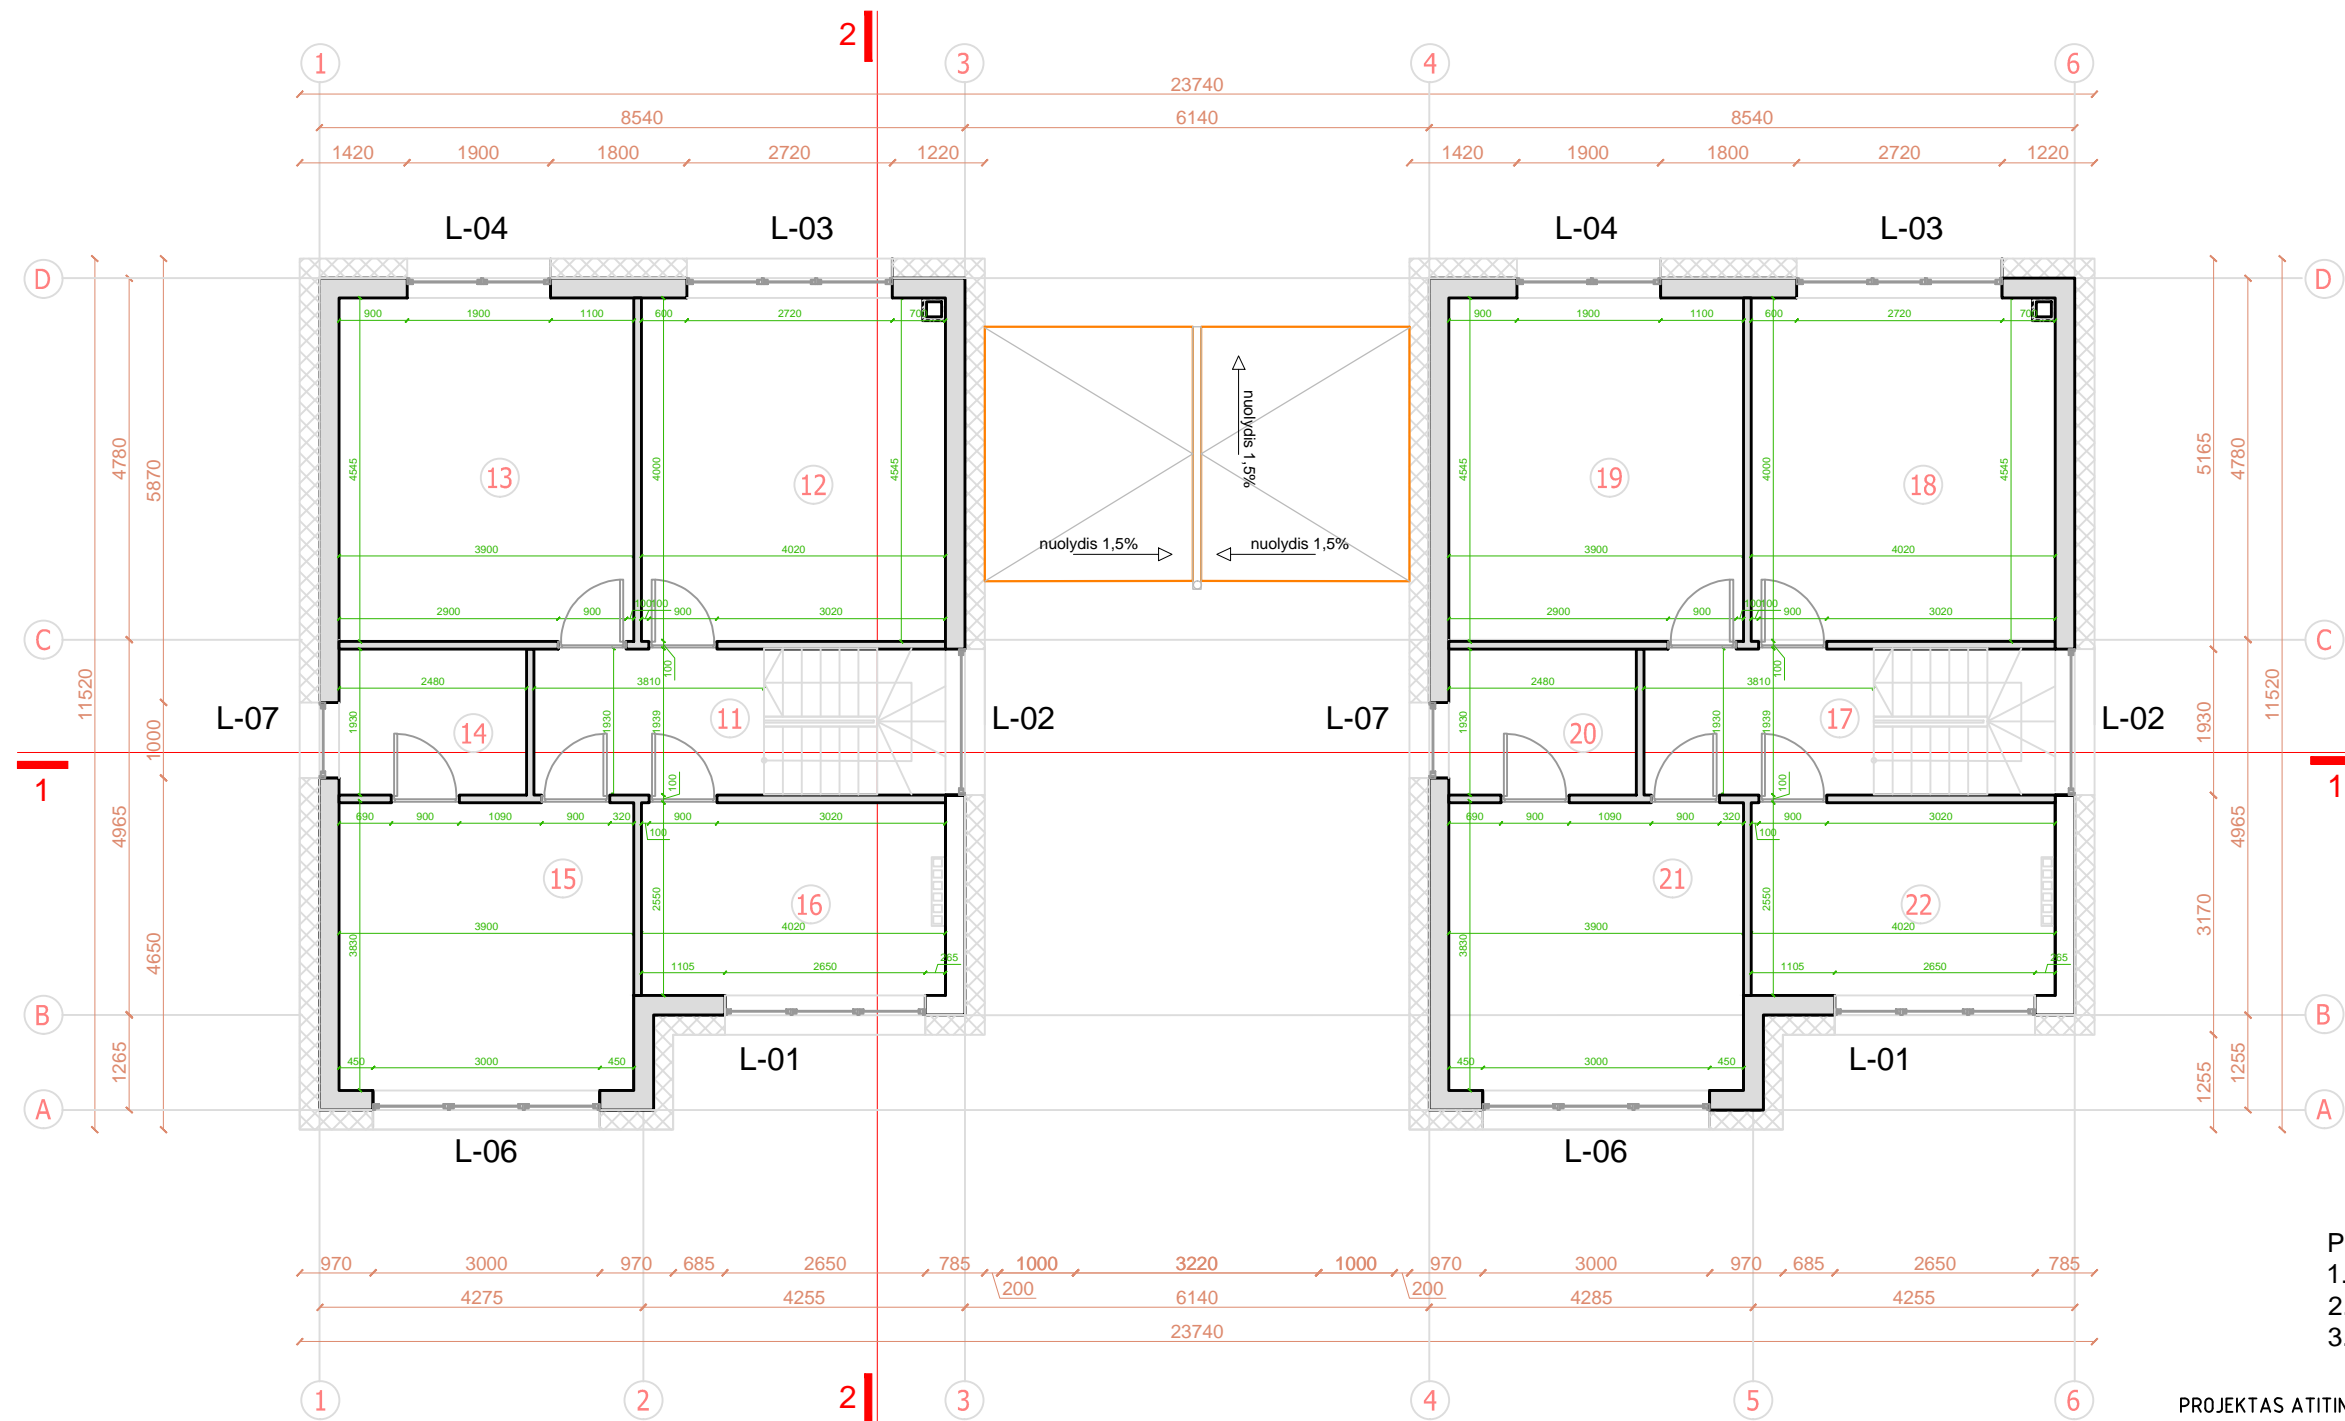 2
1 3 4 6
23740
8540 6140 8540
1420 1900 1800 2720 1220 1420 1900 1800 2720 1220
L-04 L-03 L-04 L-03
D D
900 1900 1100 600 2720 700 900 1900 1100 600 2720 700
nuolydis 1,5%
4780 5870 4545 13 4000 12 4545 4545 19 4000 18 4545 5165 4780
nuolydis 1,5% nuolydis 1,5%
3900 4020 3900 4020
2900 900 100 100 900 3020 2900 900 100 100 900 3020
C C
100 100
2480 3810 2480 3810
11520 1000 L-07 1930 14 1930 1939 11 L-02 L-07 1930 20 1930 1939 17 L-02 1930 11520
1 1
100 100
690 900 1090 900 320 900 3020 690 900 1090 900 320 900 3020
100 100
4965 15 21 4965
4650 2550 16 2550 22 3170
3830 3900 4020 3830 3900 4020
265 265
1105 2650 1105 2650
B B
1265 450 3000 450 L-01 450 3000 450 L-01 1255 1255
A A
L-06 L-06
P
970 3000 970 685 2650 785 1000 3220 1000 970 3000 970 685 2650 785
1.
200 200
4275 4255 6140 4285 4255
2.
23740
3.
1 2 2 3 4 5 6
PROJEKTAS ATITIN